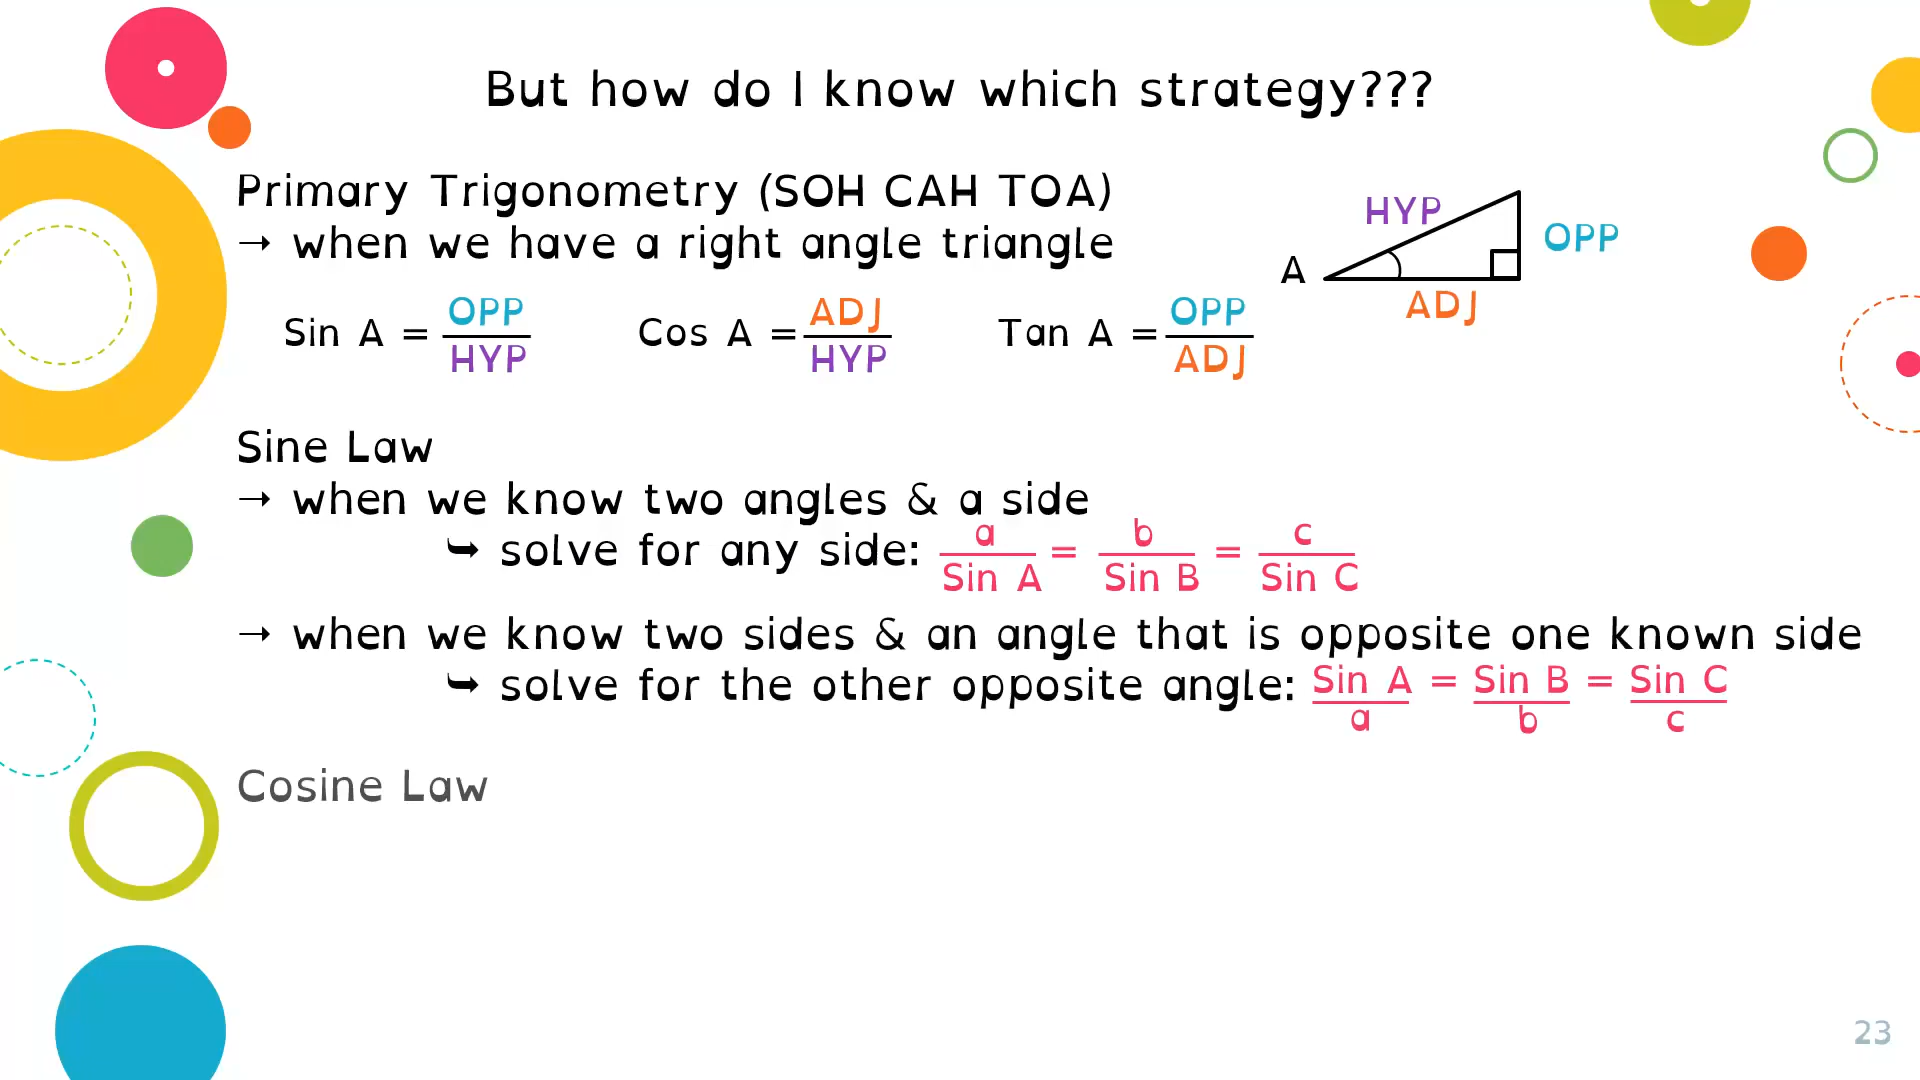 But how do I know which strategy???
Primary Trigonometry (SOH CAH TOA)
→ when we have a right angle triangle
HYP
OPP
A
ADJ
Sin A = OPP/HYP Cos A = ADJ/HYP Tan A = OPP/ADJ
Sine Law
→ when we know two angles & a side
↪ solve for any side: a/Sin A = b/Sin B = c/Sin C
→ when we know two sides & an angle that is opposite one known side
↪ solve for the other opposite angle: Sin A/a = Sin B/b = Sin C/c
Cosine Law
23